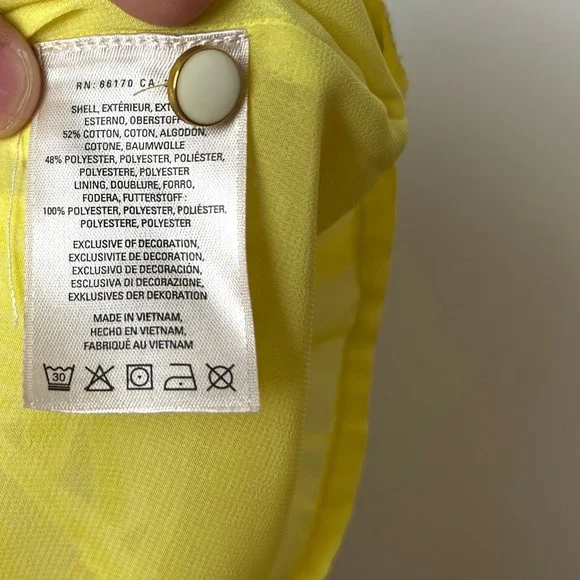 RN: 66170 CA
SHELL, EXTÉRIEUR,
ESTERNO, OBERSTOFF
52% COTTON, COTON, ALGODÓN,
COTONE, BAUMWOLLE
48% POLYESTER, POLYESTER, POLIÉSTER,
POLYESTERE, POLYESTER
LINING, DOUBLURE, FORRO,
FODERA, FUTTERSTOFF:
100% POLYESTER, POLYESTER, POLIÉSTER,
POLYESTERE, POLYESTER
EXCLUSIVE OF DECORATION,
EXCLUSIVITE DE DECORATION,
EXCLUSIVO DE DECORACIÓN,
ESCLUSIVA DI DECORAZIONE,
EXKLUSIVES DER DEKORATION
MADE IN VIETNAM,
HECHO EN VIETNAM,
FABRIQUÉ AU VIETNAM
30